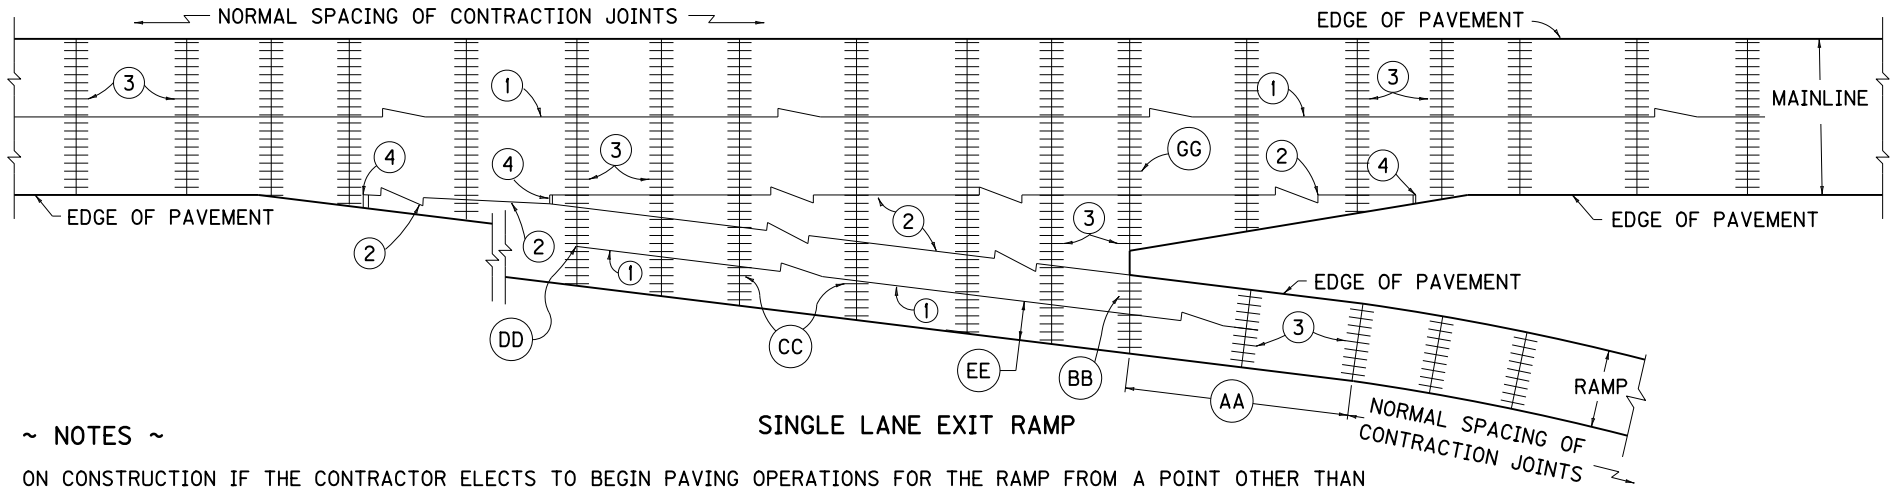 NORMAL SPACING OF CONTRACTION JOINTS
EDGE OF PAVEMENT
3
1
1
3
MAINLINE
4
4
3
GG
2
4
EDGE OF PAVEMENT
2
2
2
3
EDGE OF PAVEMENT
1
EDGE OF PAVEMENT
DD
CC
1
EE
BB
3
RAMP
AA
NORMAL SPACING OF
CONTRACTION JOINTS
SINGLE LANE EXIT RAMP
~ NOTES ~
ON CONSTRUCTION IF THE CONTRACTOR ELECTS TO BEGIN PAVING OPERATIONS FOR THE RAMP FROM A POINT OTHER THAN